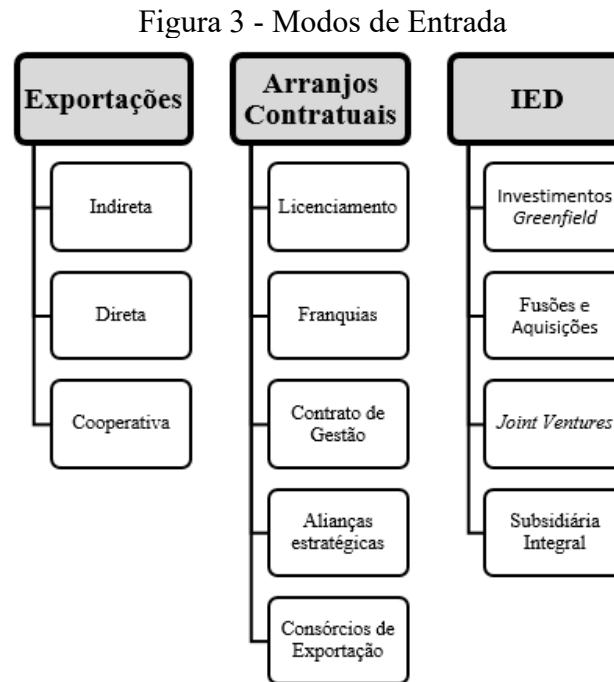 Figura 3 - Modos de Entrada
Exportações
Indireta
Direta
Cooperativa
Arranjos
Contratuais
Licenciamento
Franquias
Contrato de
Gestão
Alianças
estratégicas
Consórcios de
Exportação
IED
Investimentos
Greenfield
Fusões e
Aquisições
Joint Ventures
Subsidiária
Integral